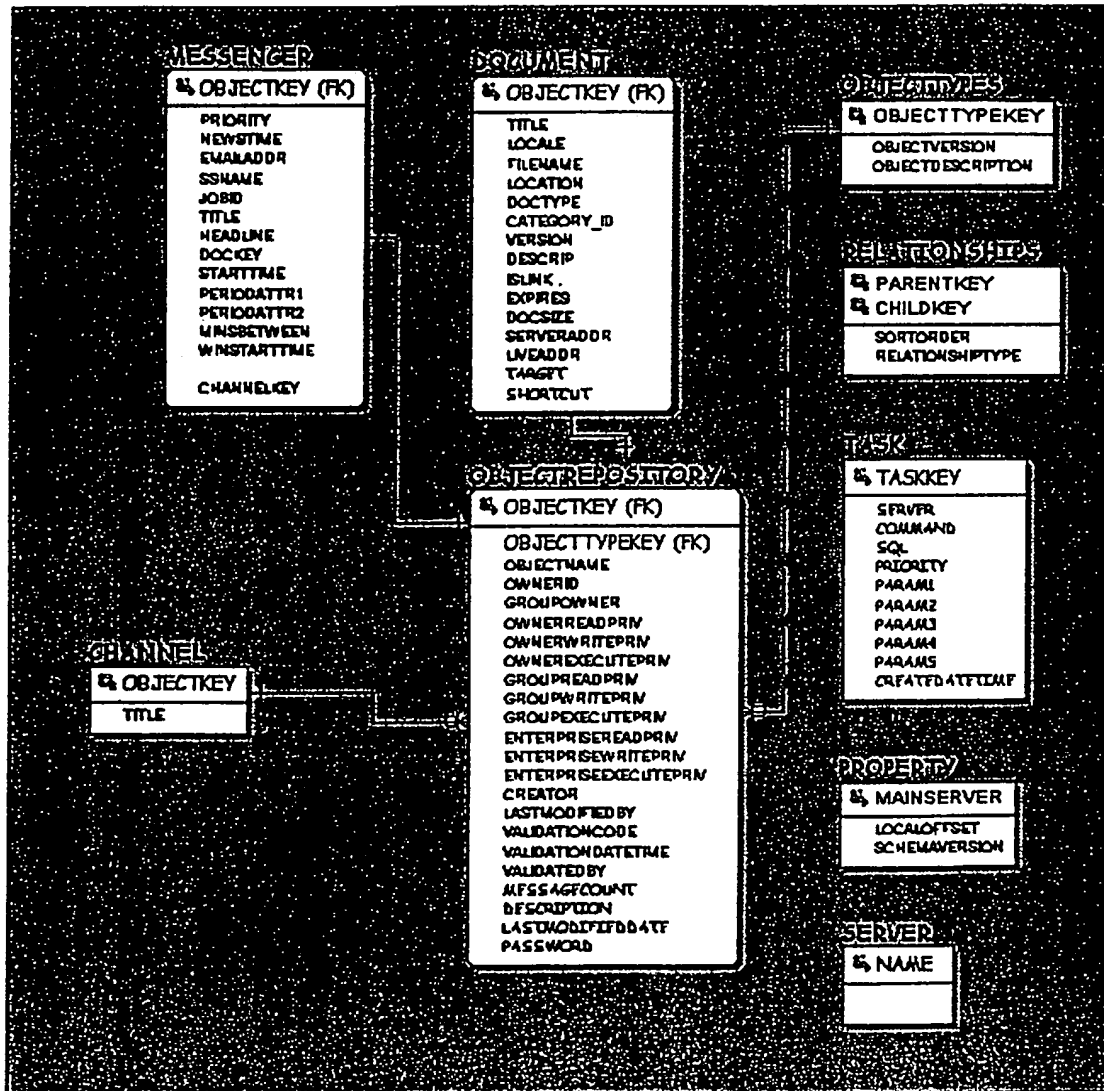 MESSENGER
OBJECTKEY (FK)
PRIORITY
NEWSTIME
EMAILADDR
SSNAME
JOBID
TITLE
HEADLINE
DOCKEY
STARTTIME
PERIODATTR1
PERIODATTR2
MINSBETWEEN
WINSTARTTIME
CHANNELKEY
DOCUMENT
OBJECTKEY (FK)
TITLE
LOCALE
FILENAME
LOCATION
DOCTYPE
CATEGORY_ID
VERSION
DESCRIP
ISLINK .
EXPIRES
DOCSIZE
SERVERADDR
LIVEADDR
TARGET
SHORTCUT
OBJECTTYPES
OBJECTTYPEKEY
OBJECTVERSION
OBJECTDESCRIPTION
RELATIONSHIPS
PARENTKEY
CHILDKEY
SORTORDER
RELATIONSHIPTYPE
TASK
TASKKEY
SERVER
COMMAND
SQL
PRIORITY
PARAM1
PARAM2
PARAM3
PARAM4
PARAM5
CREATEDATETIME
OBJECTREPOSITORY
OBJECTKEY (FK)
OBJECTTYPEKEY (FK)
OBJECTNAME
OWNERID
GROUPOWNER
OWNERREADPRIV
OWNERWRITEPRIV
OWNEREXECUTEPRIV
GROUPREADPRIV
GROUPWRITEPRIV
GROUPEXECUTEPRIV
ENTERPRISEREADPRIV
ENTERPRISEWRITEPRIV
ENTERPRISEEXECUTEPRIV
CREATOR
LASTMODIFIEDBY
VALIDATIONCODE
VALIDATIONDATETIME
VALIDATEDBY
MESSAGECOUNT
DESCRIPTION
LASTMODIFIEDDATE
PASSWORD
CHANNEL
OBJECTKEY
TITLE
PROPERTY
MAINSERVER
LOCALOFFSET
SCHEMAVERSION
SERVER
NAME